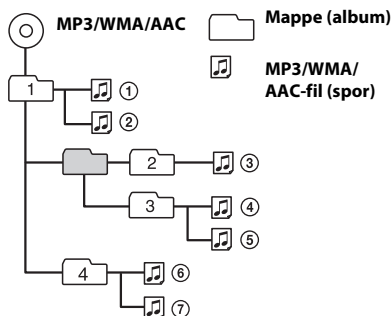 MP3/WMA/AAC
Mappe (album)
MP3/WMA/
AAC-fil (spor)
1
①
②
2
③
3
④
⑤
4
⑥
⑦